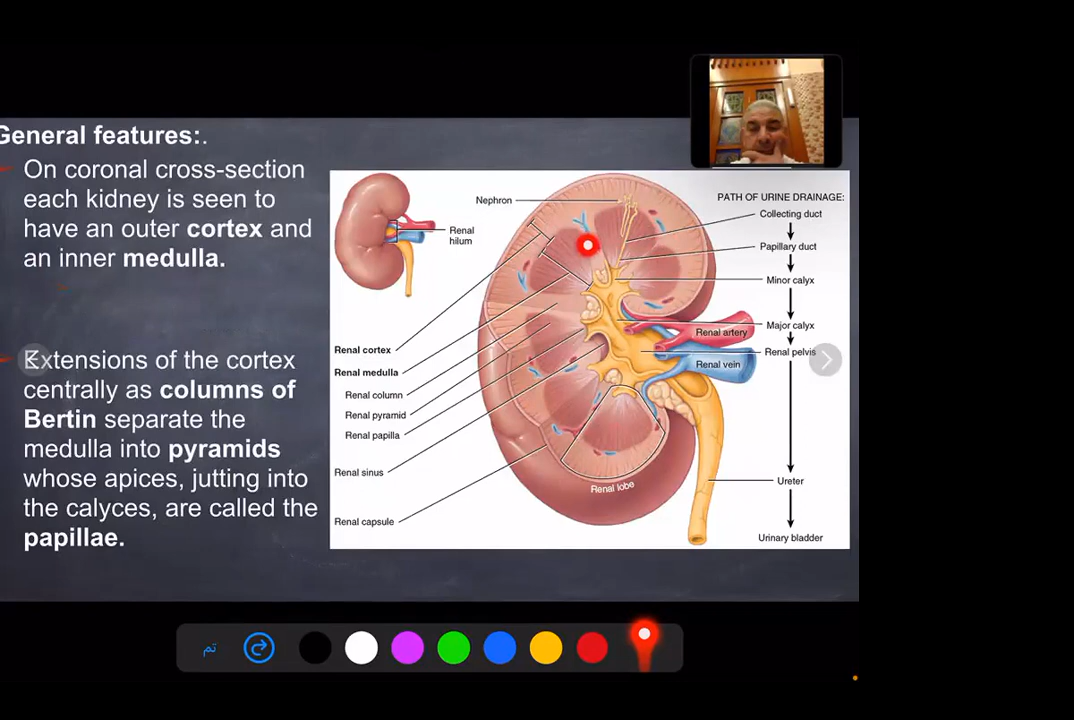 General features:.
On coronal cross-section
each kidney is seen to
have an outer cortex and
an inner medulla.
Extensions of the cortex
centrally as columns of
Bertin separate the
medulla into pyramids
whose apices, jutting into
the calyces, are called the
papillae.
Renal
hilum
Nephron
Renal cortex
Renal medulla
Renal column
Renal pyramid
Renal papilla
Renal sinus
Renal capsule
Renal artery
Renal vein
Renal lobe
PATH OF URINE DRAINAGE:
Collecting duct
Papillary duct
Minor calyx
Major calyx
Renal pelvis
Ureter
Urinary bladder
تم